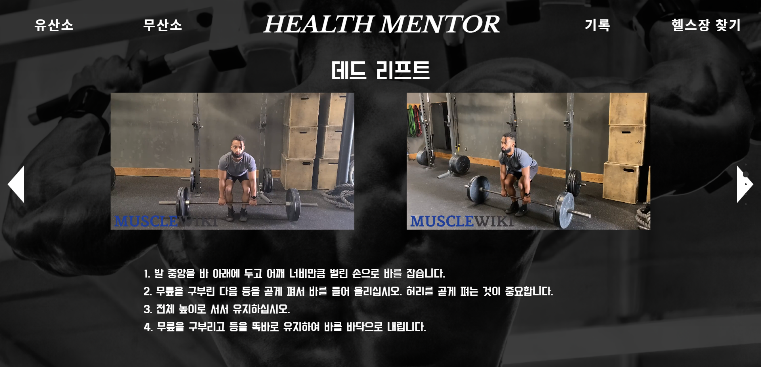 유산소 무산소 HEALTH MENTOR 기록 헬스장 찾기
데드 리프트
MUSCLEWIKI MUSCLEWIKI
1. 발 중앙을 바 아래에 두고 어깨 너비만큼 벌린 손으로 바를 잡습니다.
2. 무릎을 구부린 다음 등을 곧게 펴서 바를 들어 올리십시오. 허리를 곧게 펴는 것이 중요합니다.
3. 전체 높이로 서서 유지하십시오.
4. 무릎을 구부리고 등을 똑바로 유지하여 바를 바닥으로 내립니다.